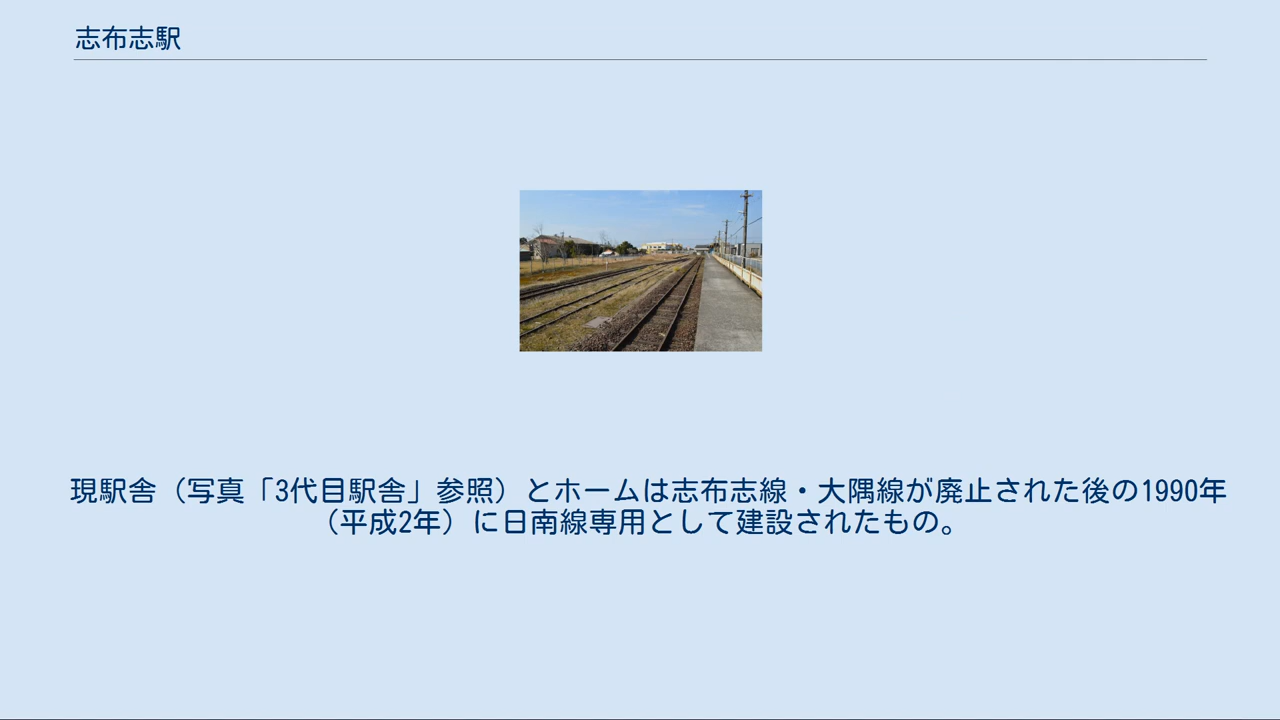 志布志駅
現駅舎（写真「3代目駅舎」参照）とホームは志布志線・大隅線が廃止された後の1990年
（平成2年）に日南線専用として建設されたもの。